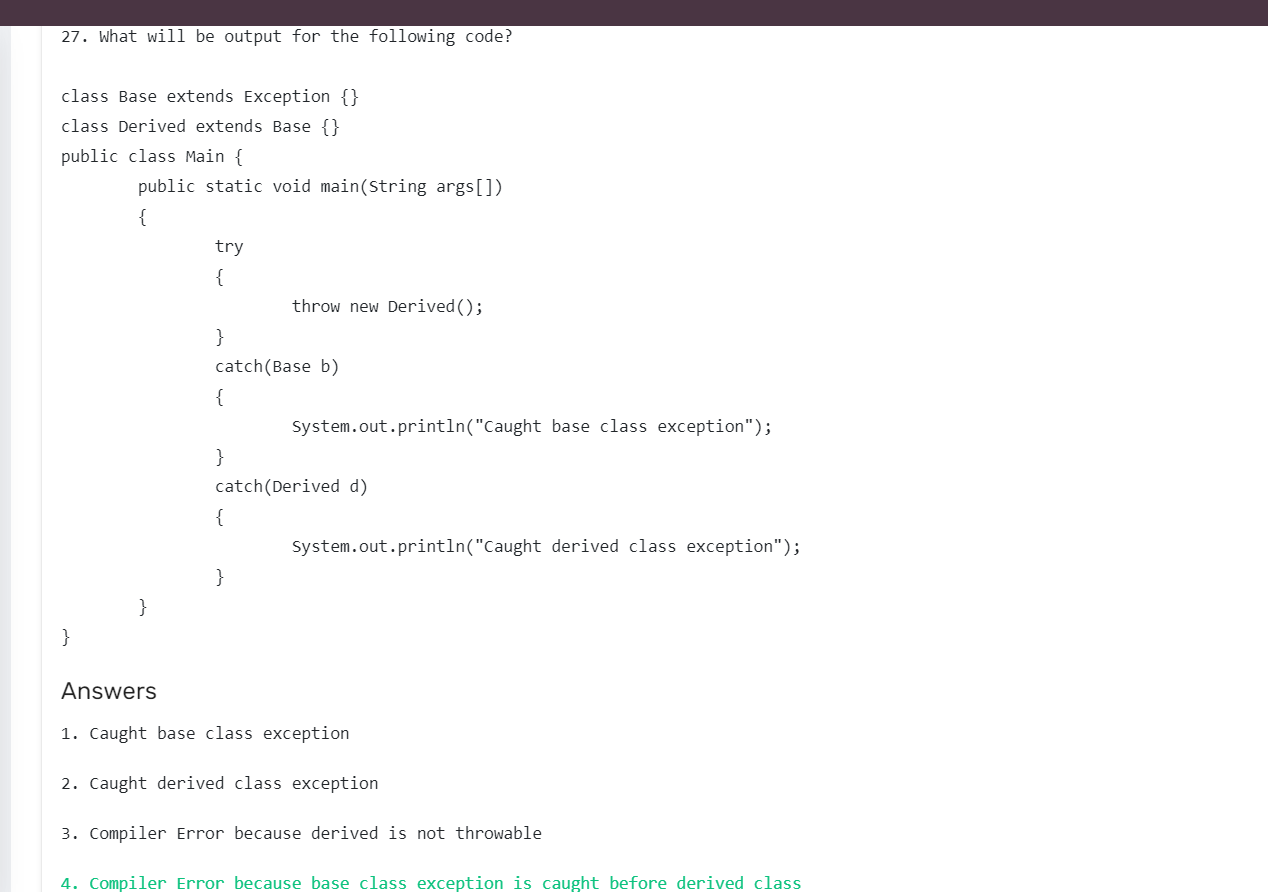 27. What will be output for the following code?
class Base extends Exception {}
class Derived extends Base {}
public class Main {
public static void main(String args[])
{
try
{
throw new Derived();
}
catch(Base b)
{
System.out.println("Caught base class exception");
}
catch(Derived d)
{
System.out.println("Caught derived class exception");
}
}
}
Answers
1. Caught base class exception
2. Caught derived class exception
3. Compiler Error because derived is not throwable
4. Compiler Error because base class exception is caught before derived class